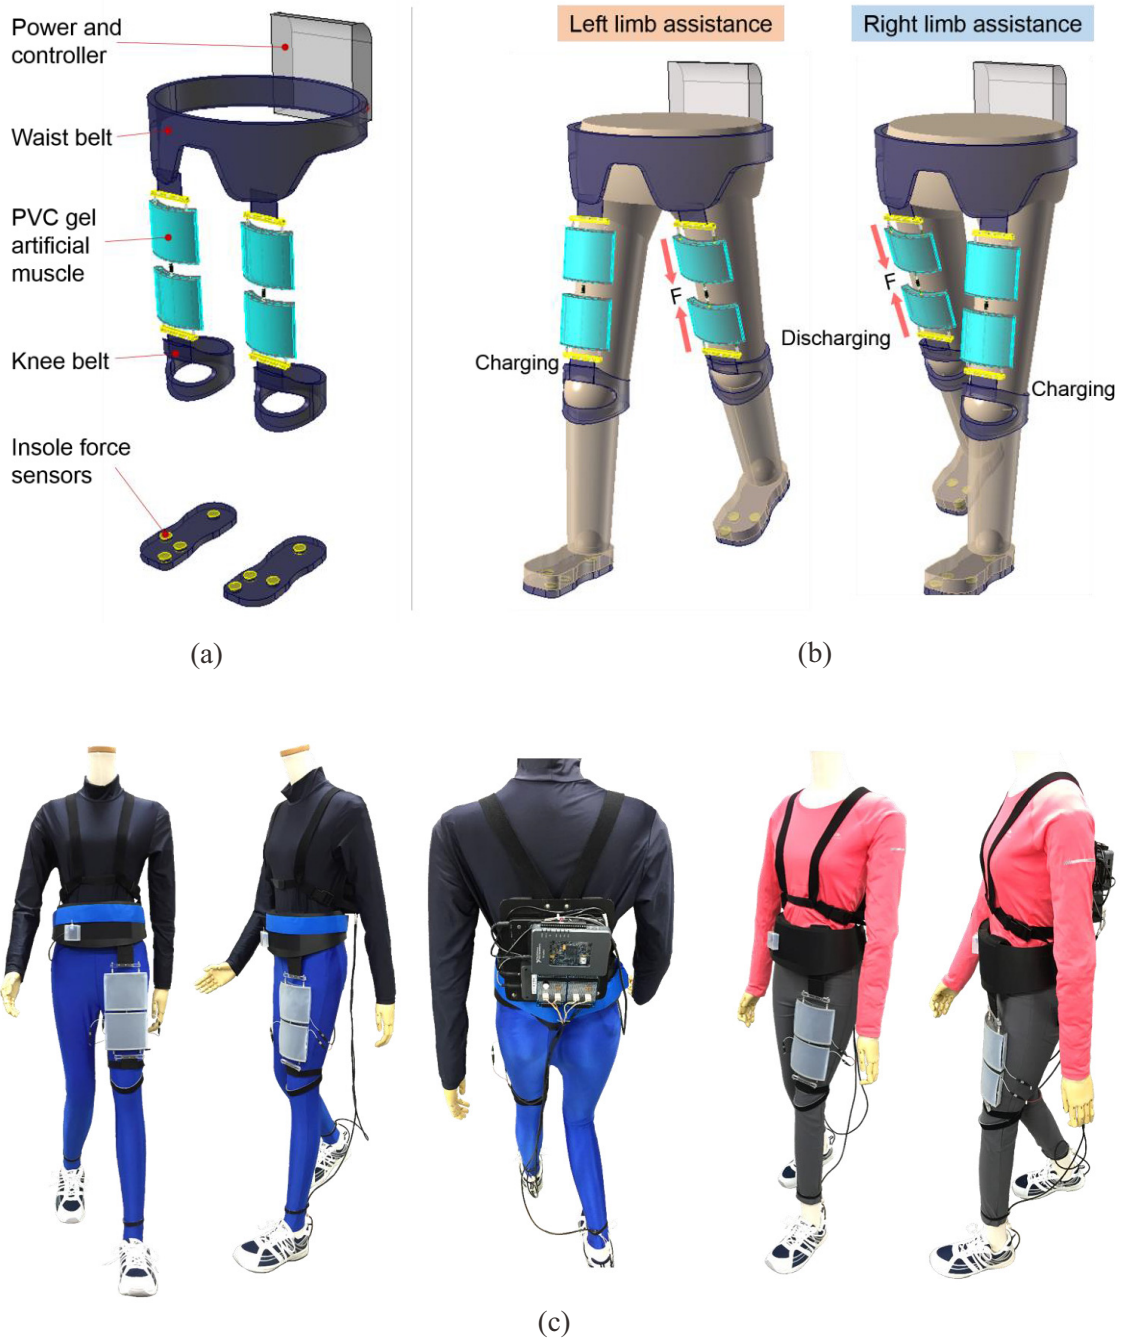 Power and
controller
Waist belt
PVC gel
artificial
muscle
Knee belt
Insole force
sensors
(a)
Left limb assistance
Right limb assistance
F
Charging
F
Discharging
Charging
(b)
(c)